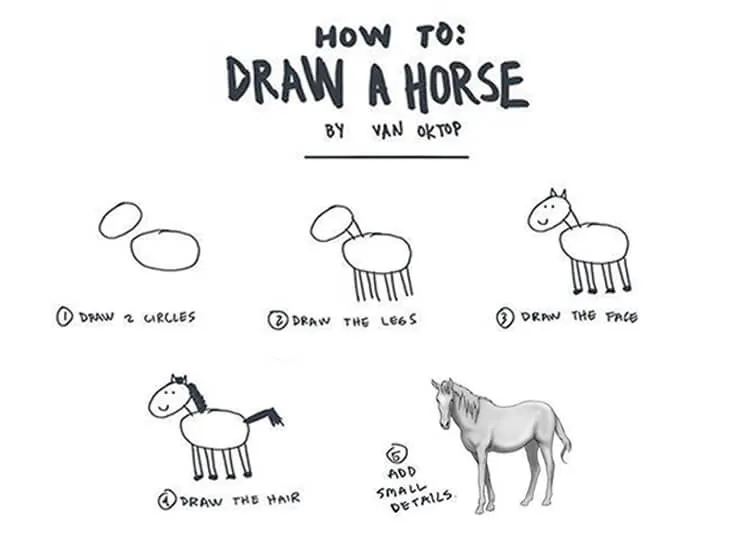 HOW TO:
DRAW A HORSE
BY VAN OKTOP
1 DRAW 2 CIRCLES
2 DRAW THE LEGS
3 DRAW THE FACE
4 DRAW THE HAIR
5
ADD
SMALL
DETAILS.